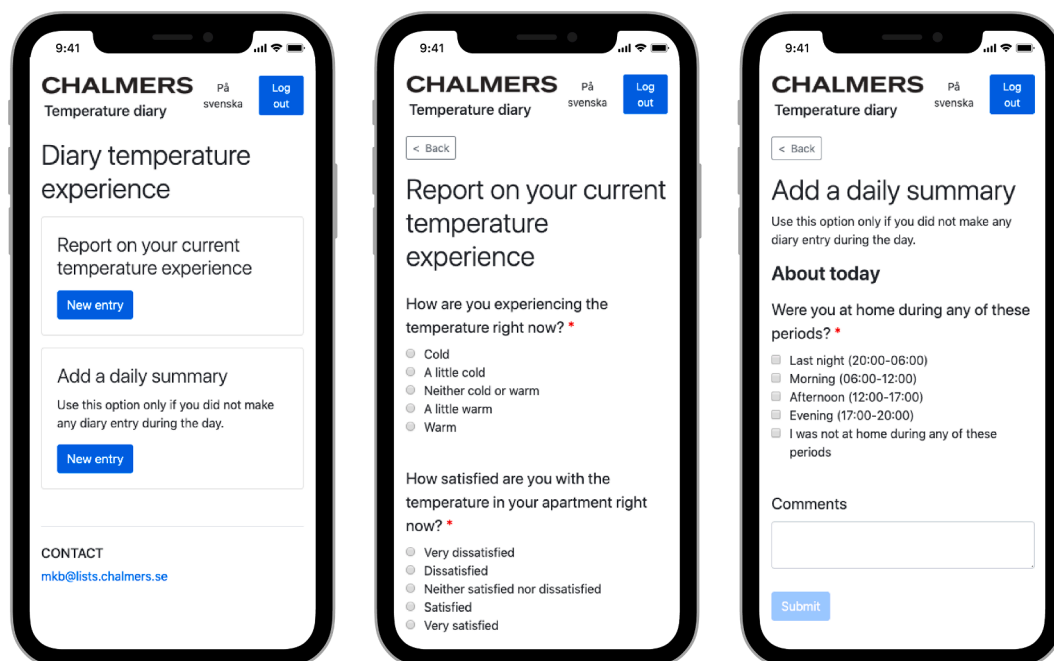 9:41
CHALMERS
Temperature diary
På
svenska
Log
out
Diary temperature
experience
Report on your current
temperature experience
New entry
Add a daily summary
Use this option only if you did not make
any diary entry during the day.
New entry
CONTACT
mkb@lists.chalmers.se
9:41
CHALMERS
Temperature diary
På
svenska
Log
out
< Back
Report on your current
temperature
experience
How are you experiencing the
temperature right now? *
Cold
A little cold
Neither cold or warm
A little warm
Warm
How satisfied are you with the
temperature in your apartment right
now? *
Very dissatisfied
Dissatisfied
Neither satisfied nor dissatisfied
Satisfied
Very satisfied
9:41
CHALMERS
Temperature diary
På
svenska
Log
out
< Back
Add a daily summary
Use this option only if you did not make any
diary entry during the day.
About today
Were you at home during any of these
periods? *
Last night (20:00-06:00)
Morning (06:00-12:00)
Afternoon (12:00-17:00)
Evening (17:00-20:00)
I was not at home during any of these
periods
Comments
Submit